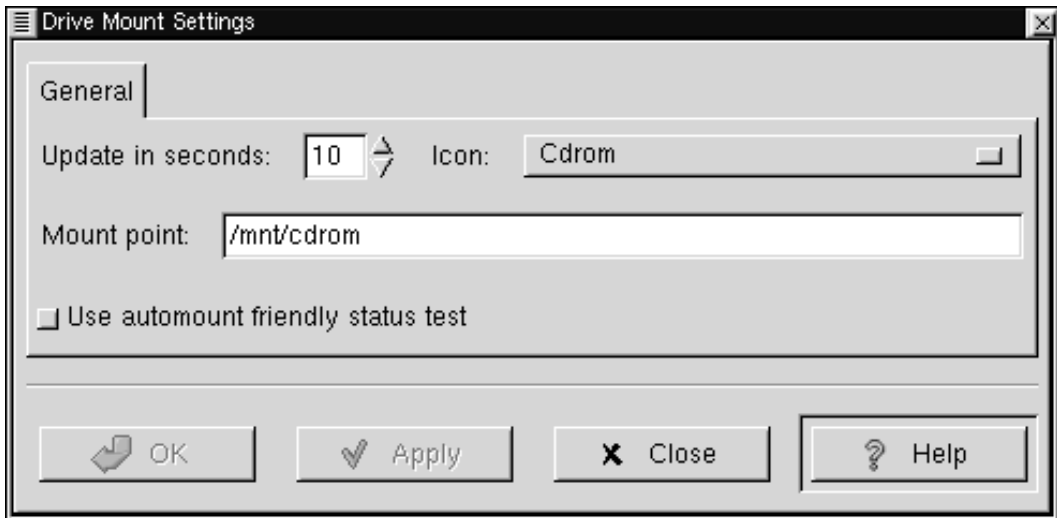 Drive Mount Settings
General
Update in seconds: 10 Icon: Cdrom
Mount point: /mnt/cdrom
Use automount friendly status test
OK Apply Close Help